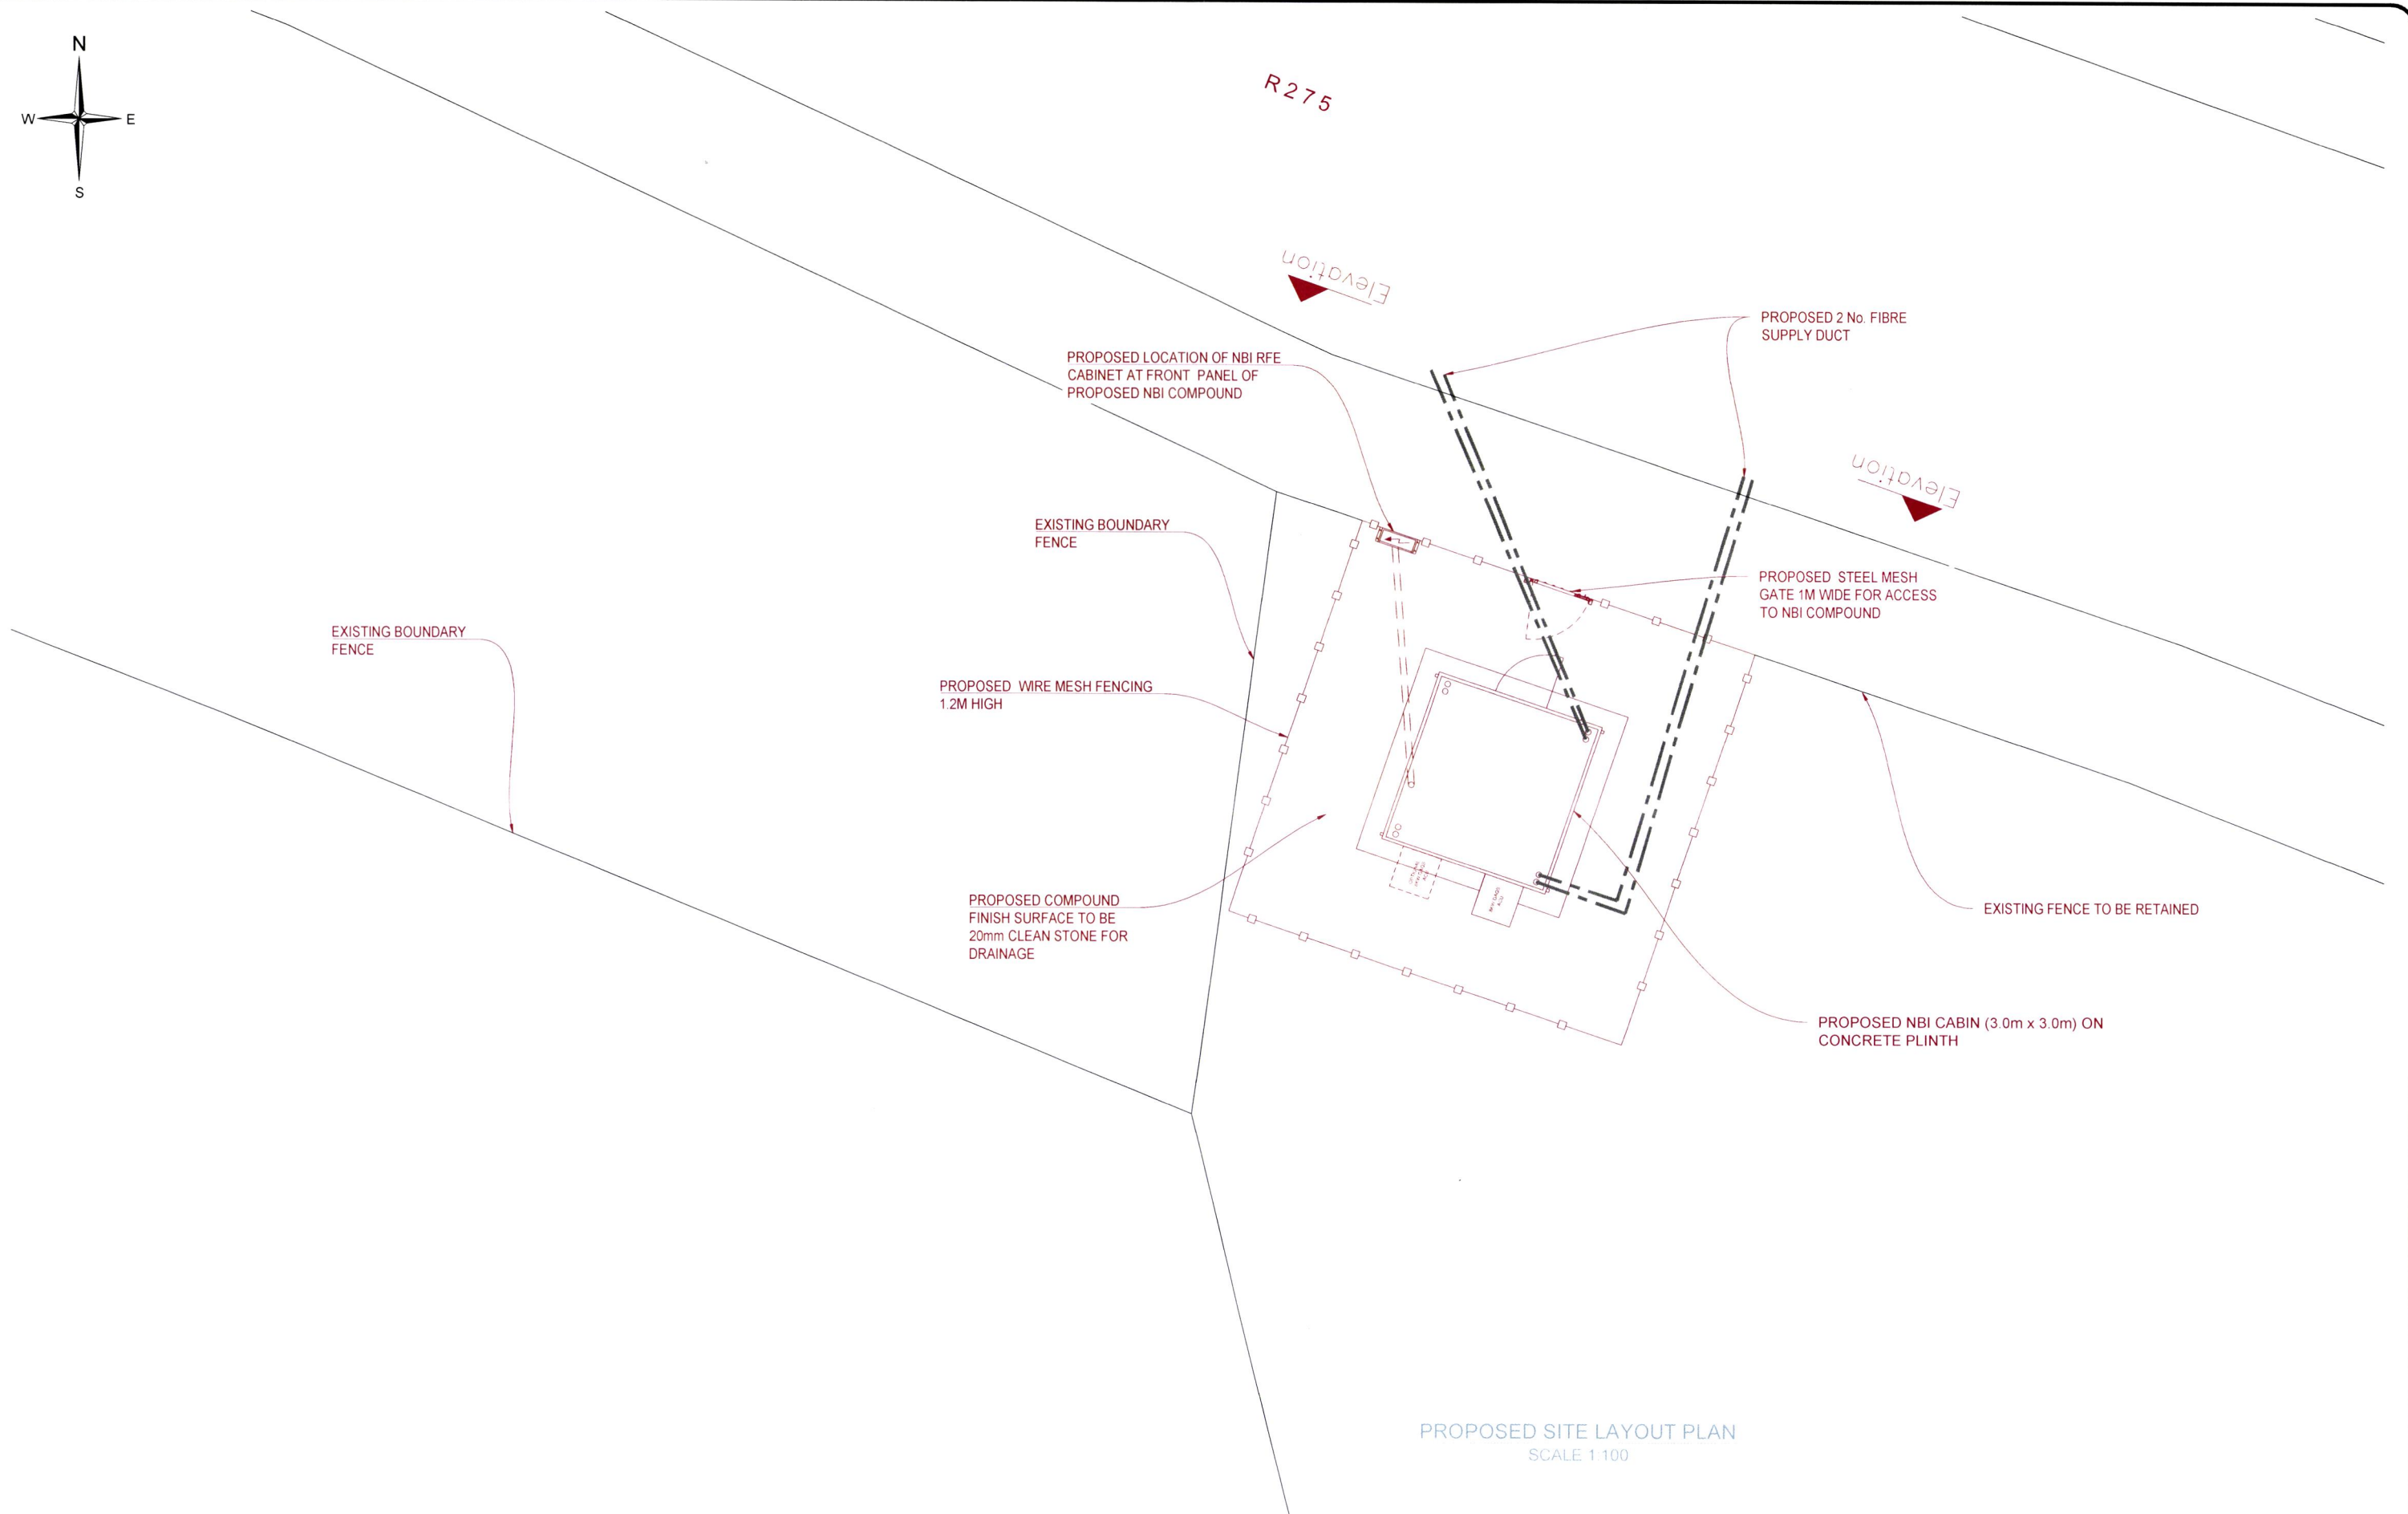 N
W E
S
R275
Elevation
PROPOSED 2 No. FIBRE
SUPPLY DUCT
PROPOSED LOCATION OF NBI RFE
CABINET AT FRONT PANEL OF
PROPOSED NBI COMPOUND
Elevation
EXISTING BOUNDARY
FENCE
PROPOSED STEEL MESH
GATE 1M WIDE FOR ACCESS
TO NBI COMPOUND
EXISTING BOUNDARY
FENCE
PROPOSED WIRE MESH FENCING
1.2M HIGH
PROPOSED COMPOUND
FINISH SURFACE TO BE
20mm CLEAN STONE FOR
DRAINAGE
EXISTING FENCE TO BE RETAINED
PROPOSED NBI CABIN (3.0m x 3.0m) ON
CONCRETE PLINTH
PROPOSED SITE LAYOUT PLAN
SCALE 1:100